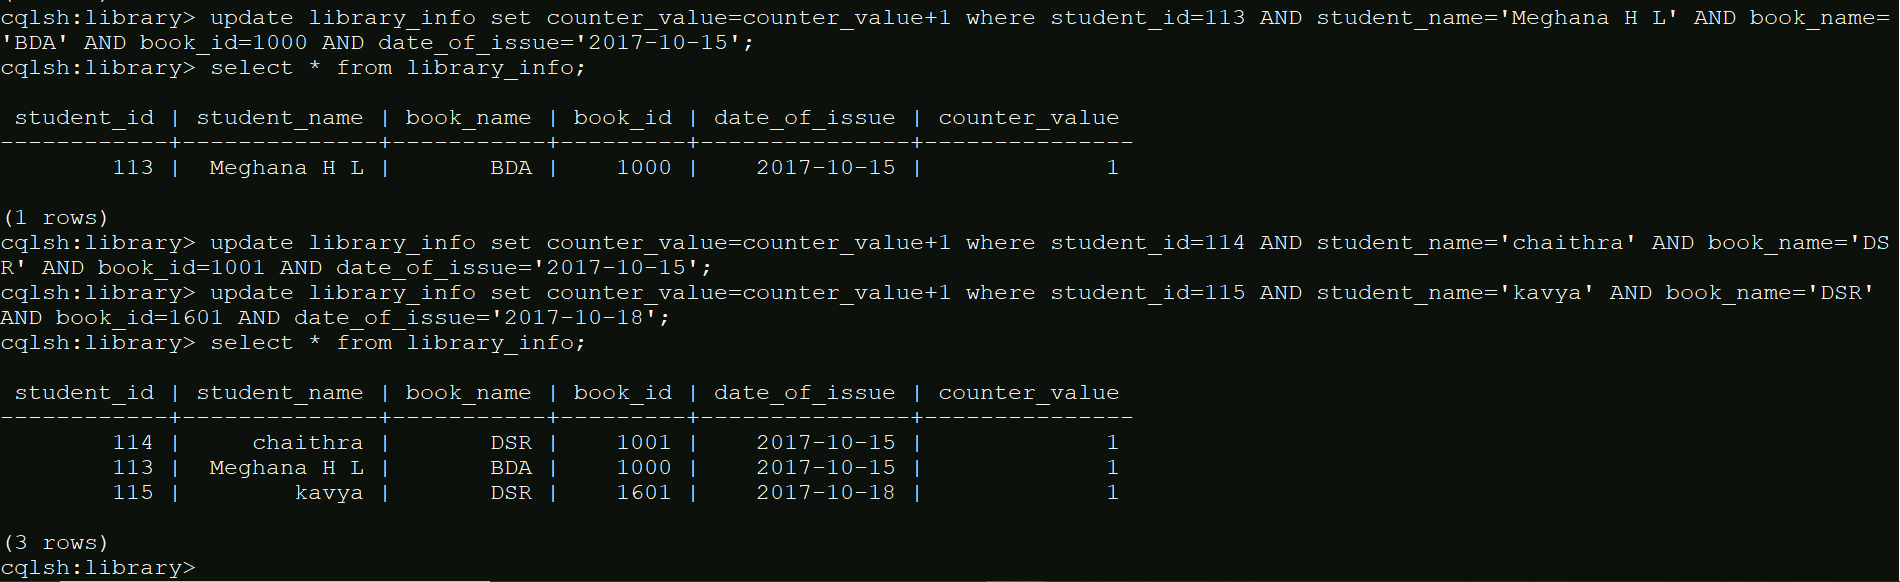 cqlsh:library> update library_info set counter_value=counter_value+1 where student_id=113 AND student_name='Meghana H L' AND book_name=
'BDA' AND book_id=1000 AND date_of_issue='2017-10-15';
cqlsh:library> select * from library_info;
 student_id | student_name | book_name | book_id | date_of_issue | counter_value
------------+--------------+-----------+---------+---------------+---------------
        113 |  Meghana H L |       BDA |    1000 |    2017-10-15 |             1
(1 rows)
cqlsh:library> update library_info set counter_value=counter_value+1 where student_id=114 AND student_name='chaithra' AND book_name='DS
R' AND book_id=1001 AND date_of_issue='2017-10-15';
cqlsh:library> update library_info set counter_value=counter_value+1 where student_id=115 AND student_name='kavya' AND book_name='DSR'
AND book_id=1601 AND date_of_issue='2017-10-18';
cqlsh:library> select * from library_info;
 student_id | student_name | book_name | book_id | date_of_issue | counter_value
------------+--------------+-----------+---------+---------------+---------------
        114 |     chaithra |       DSR |    1001 |    2017-10-15 |             1
        113 |  Meghana H L |       BDA |    1000 |    2017-10-15 |             1
        115 |        kavya |       DSR |    1601 |    2017-10-18 |             1
(3 rows)
cqlsh:library>